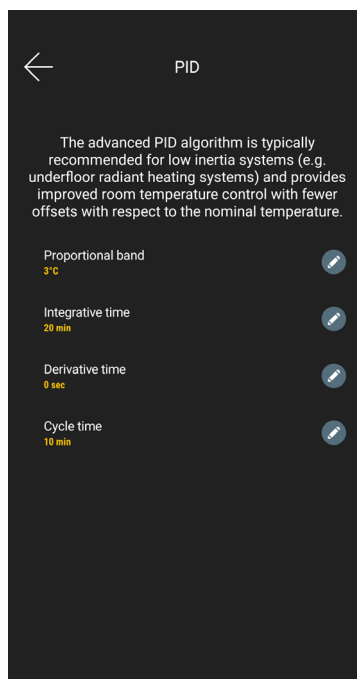 PID
The advanced PID algorithm is typically
recommended for low inertia systems (e.g.
underfloor radiant heating systems) and provides
improved room temperature control with fewer
offsets with respect to the nominal temperature.
Proportional band
3°C
Integrative time
20 min
Derivative time
0 sec
Cycle time
10 min